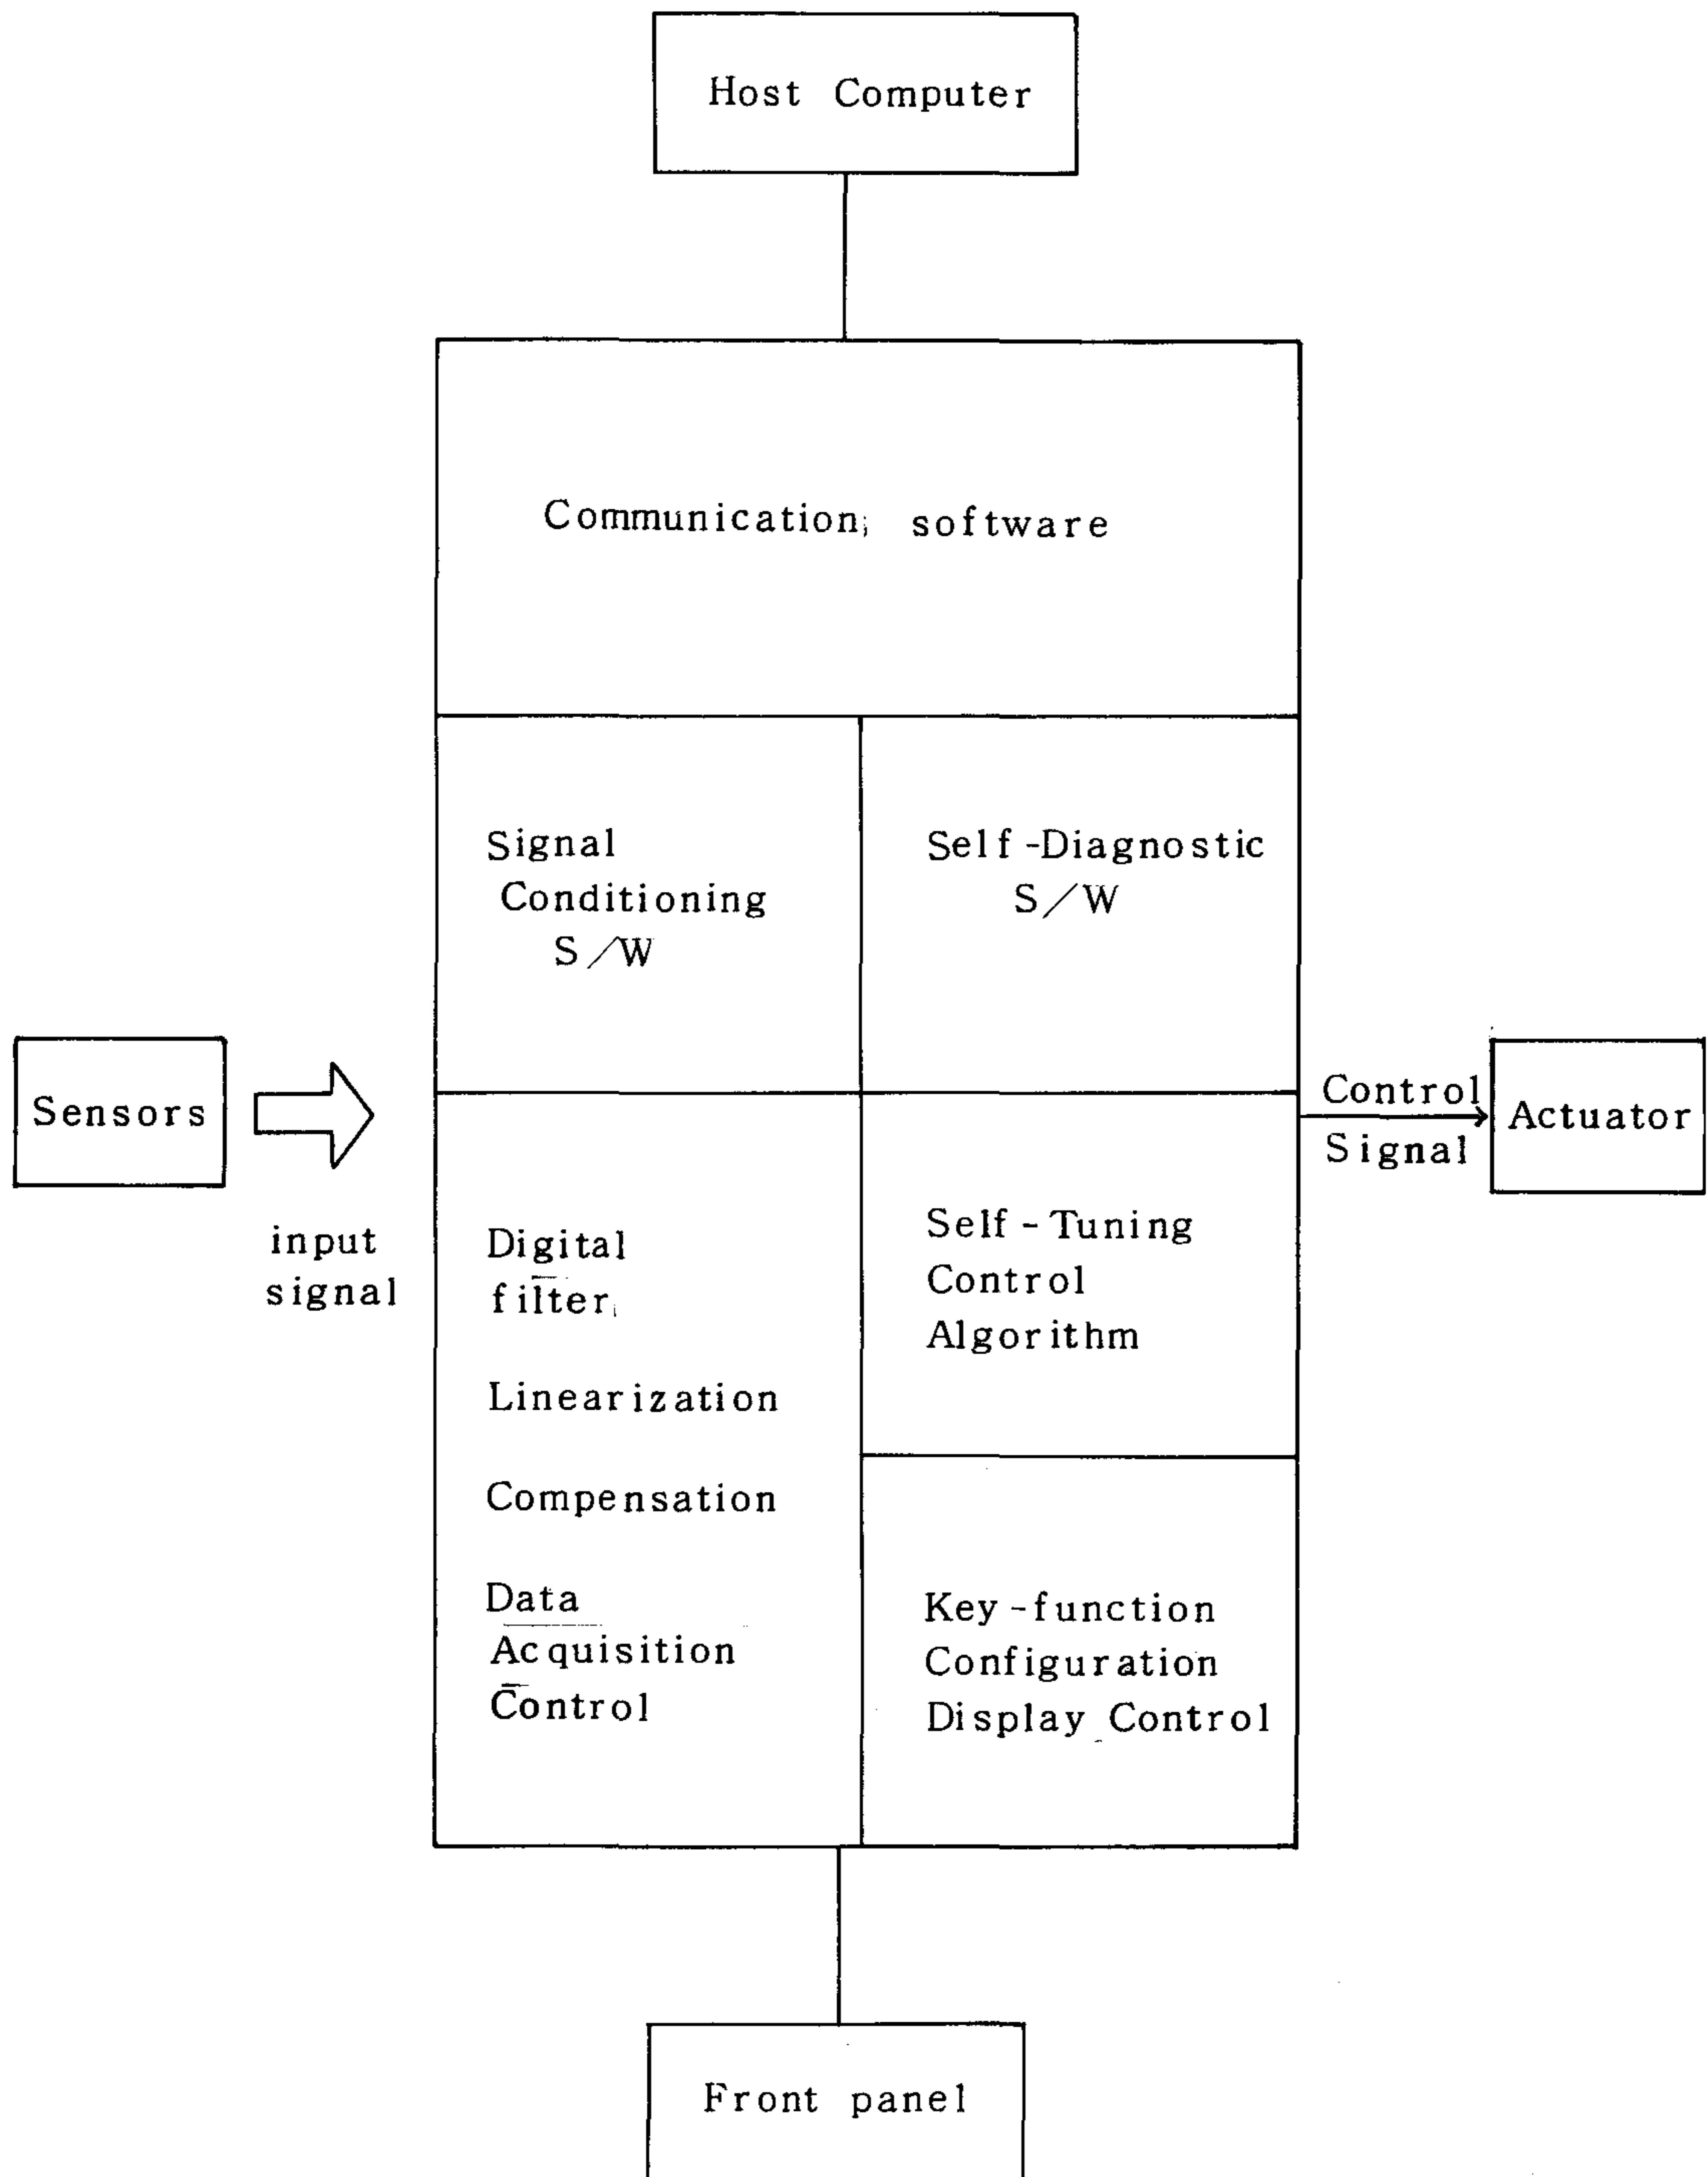 Host Computer
Communication software
Signal
Conditioning
S/W
Self-Diagnostic
S/W
Sensors
input
signal
Control
Signal
Actuator
Digital
filter
Linearization
Compensation
Data
Acquisition
Control
Self-Tuning
Control
Algorithm
Key-function
Configuration
Display Control
Front panel